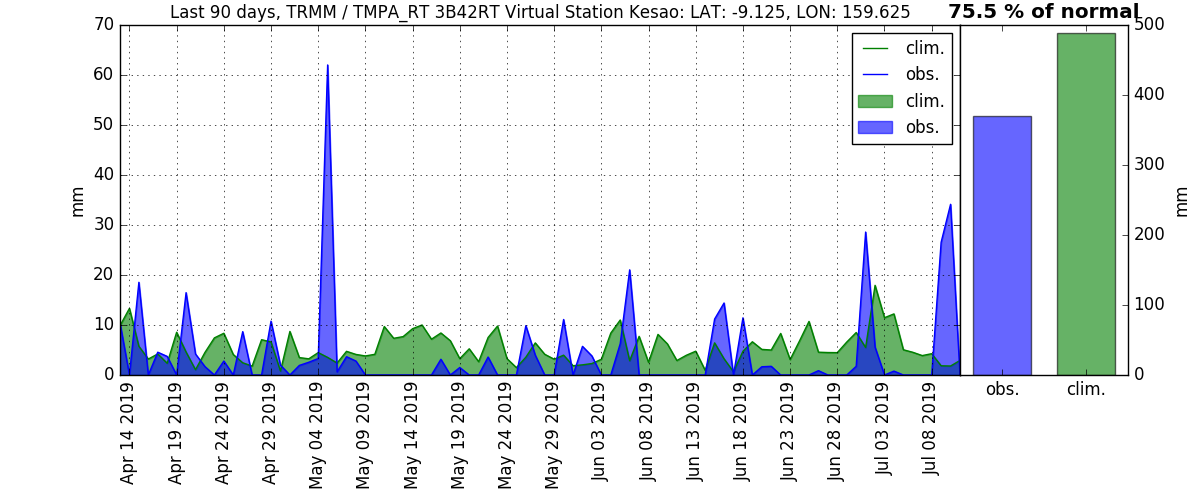 Last 90 days, TRMM / TMPA_RT 3B42RT Virtual Station Kesao: LAT: -9.125, LON: 159.625
75.5 % of normal
70
60
50
40
30
20
10
0
mm
clim.
obs.
clim.
obs.
500
400
300
200
100
0
mm
obs.
clim.
Apr 14 2019
Apr 19 2019
Apr 24 2019
Apr 29 2019
May 04 2019
May 09 2019
May 14 2019
May 19 2019
May 24 2019
May 29 2019
Jun 03 2019
Jun 08 2019
Jun 13 2019
Jun 18 2019
Jun 23 2019
Jun 28 2019
Jul 03 2019
Jul 08 2019